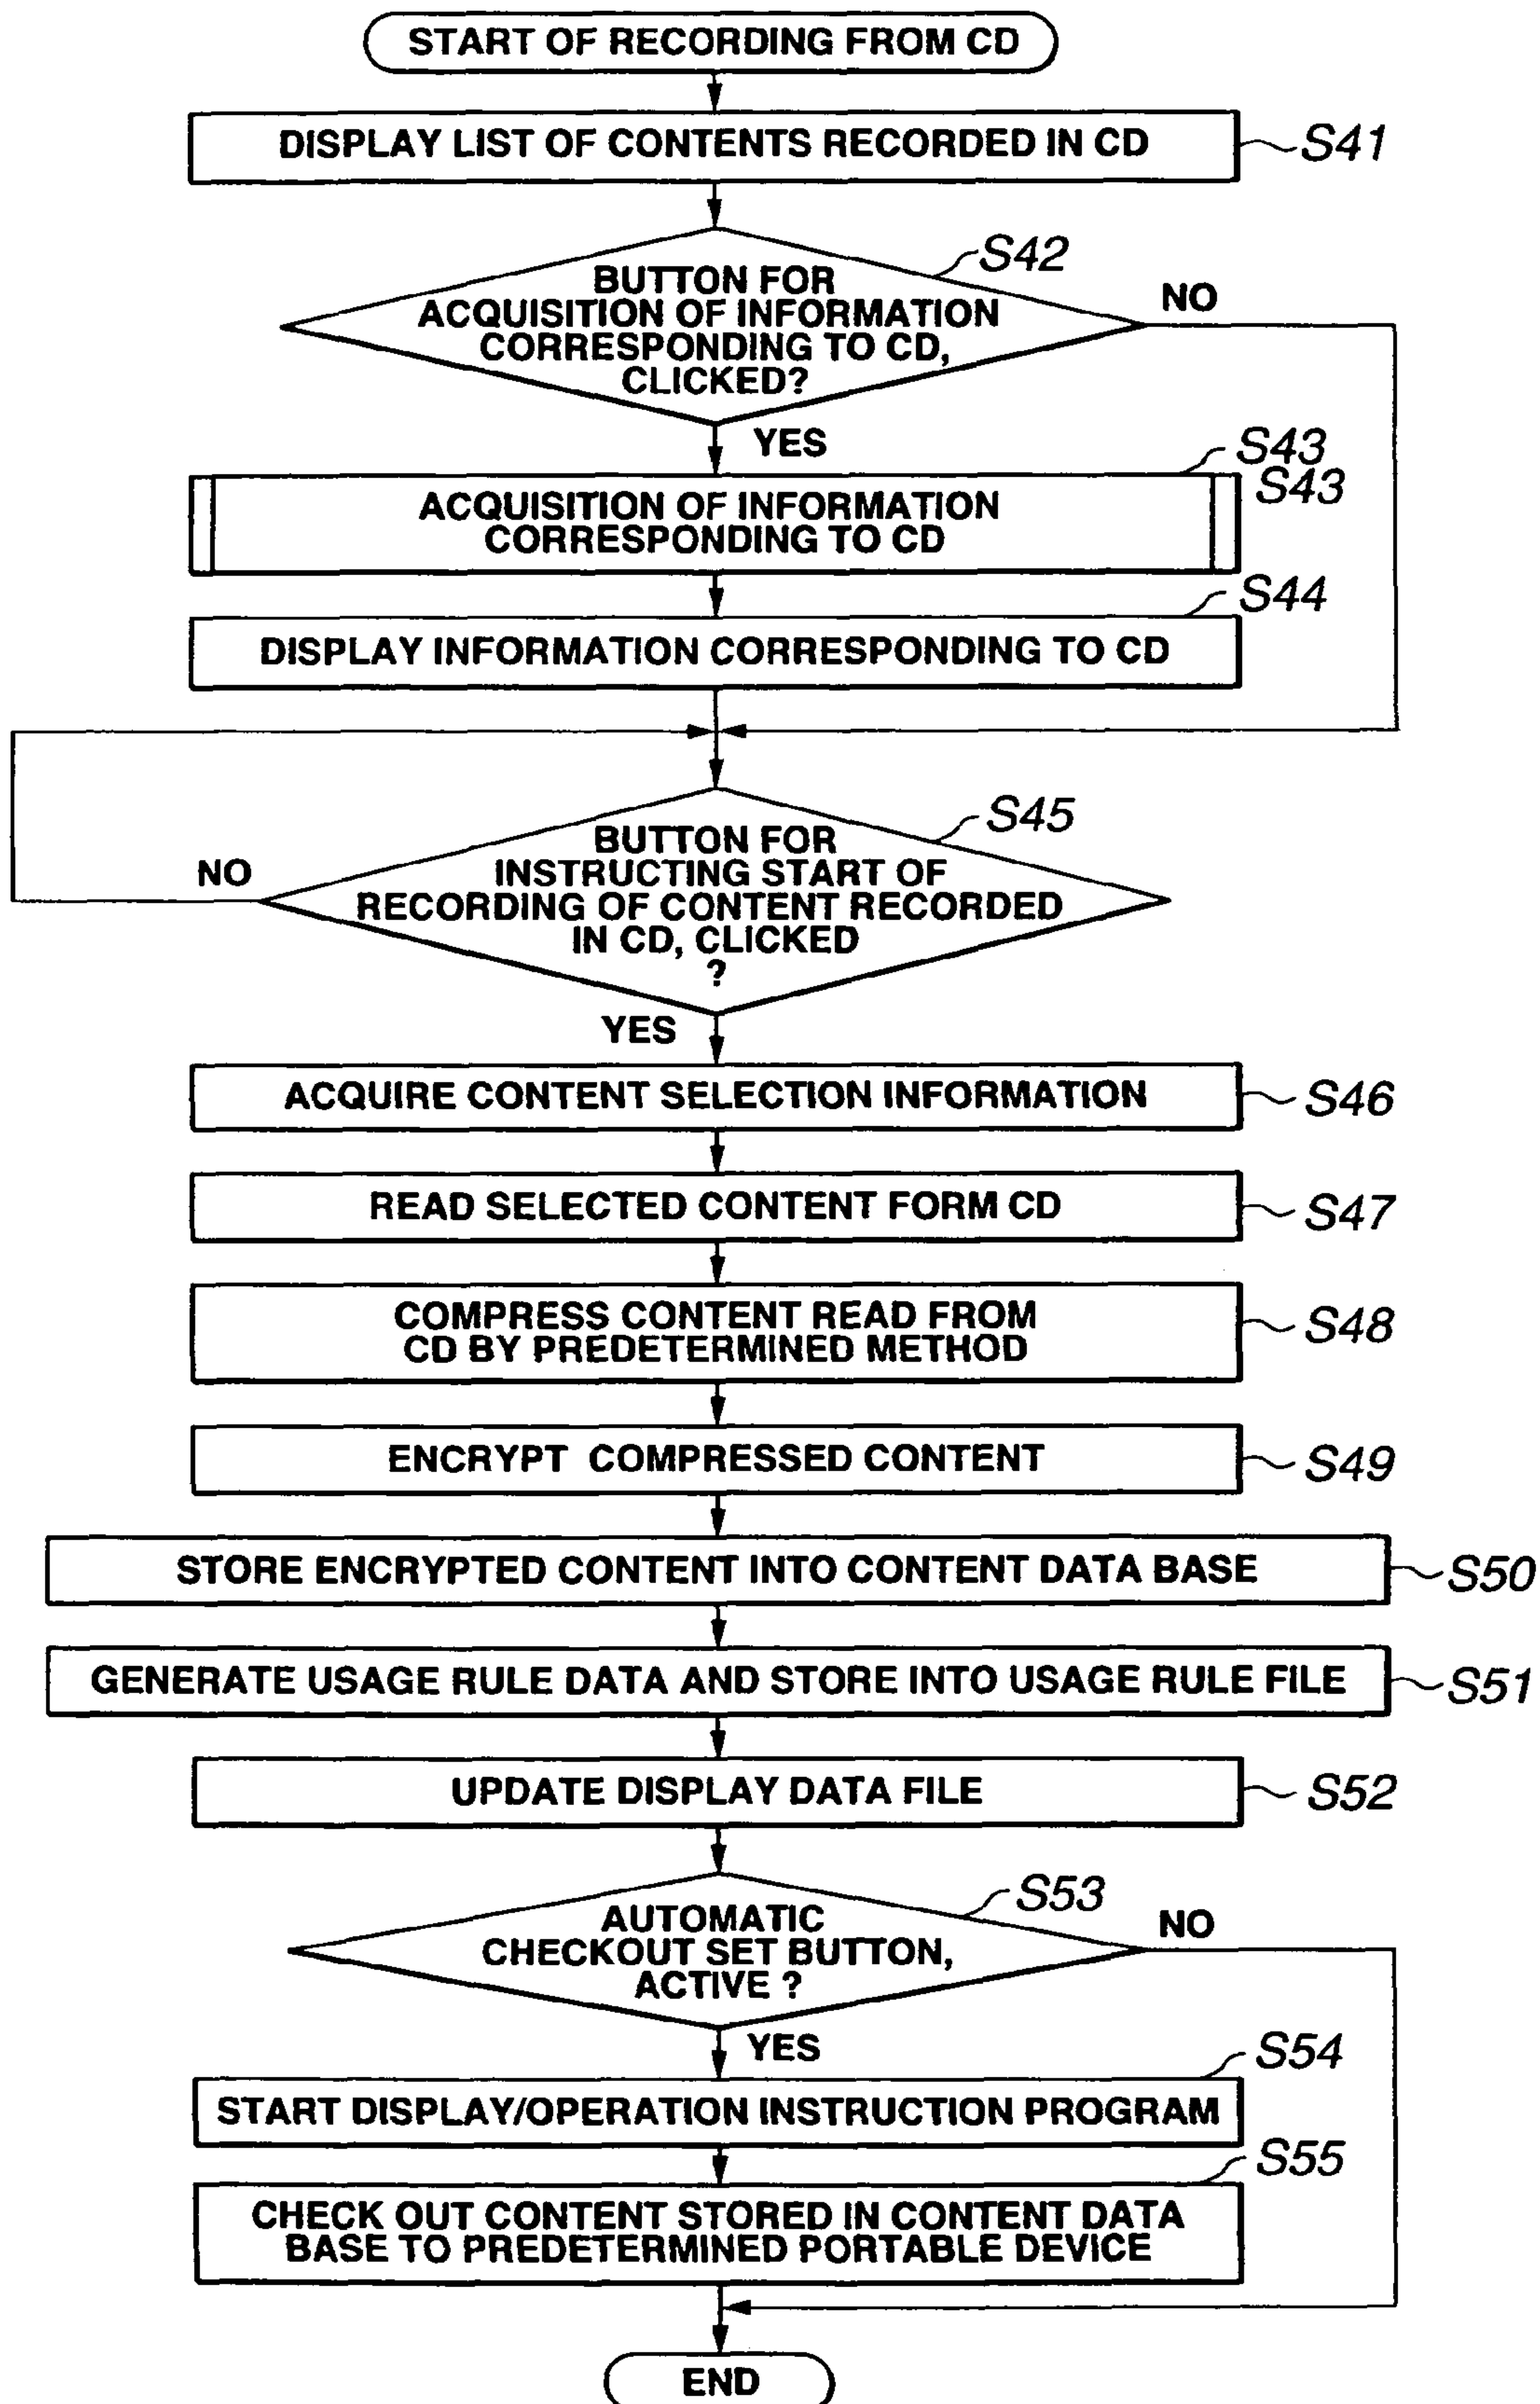 START OF RECORDING FROM CD
DISPLAY LIST OF CONTENTS RECORDED IN CD
S41
S42
BUTTON FOR
ACQUISITION OF INFORMATION
CORRESPONDING TO CD,
CLICKED?
NO
YES
S43
S43
ACQUISITION OF INFORMATION
CORRESPONDING TO CD
S44
DISPLAY INFORMATION CORRESPONDING TO CD
S45
BUTTON FOR
INSTRUCTING START OF
RECORDING OF CONTENT RECORDED
IN CD, CLICKED
?
NO
YES
ACQUIRE CONTENT SELECTION INFORMATION
S46
READ SELECTED CONTENT FORM CD
S47
COMPRESS CONTENT READ FROM
CD BY PREDETERMINED METHOD
S48
ENCRYPT COMPRESSED CONTENT
S49
STORE ENCRYPTED CONTENT INTO CONTENT DATA BASE
S50
GENERATE USAGE RULE DATA AND STORE INTO USAGE RULE FILE
S51
UPDATE DISPLAY DATA FILE
S52
S53
AUTOMATIC
CHECKOUT SET BUTTON,
ACTIVE ?
NO
YES
S54
START DISPLAY/OPERATION INSTRUCTION PROGRAM
S55
CHECK OUT CONTENT STORED IN CONTENT DATA
BASE TO PREDETERMINED PORTABLE DEVICE
END